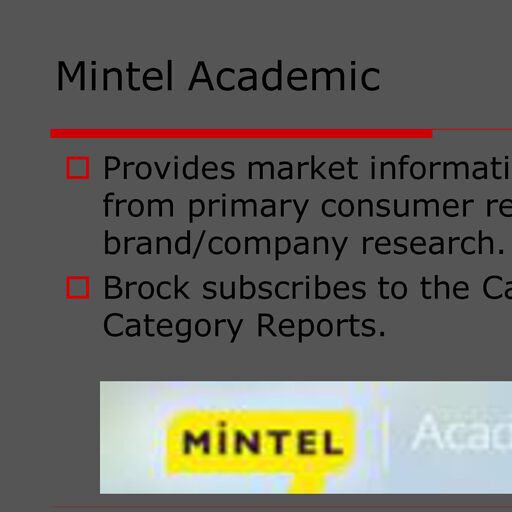 Mintel Academic
Provides market informati
from primary consumer re
brand/company research.
Brock subscribes to the Ca
Category Reports.
MiNTEL Acad